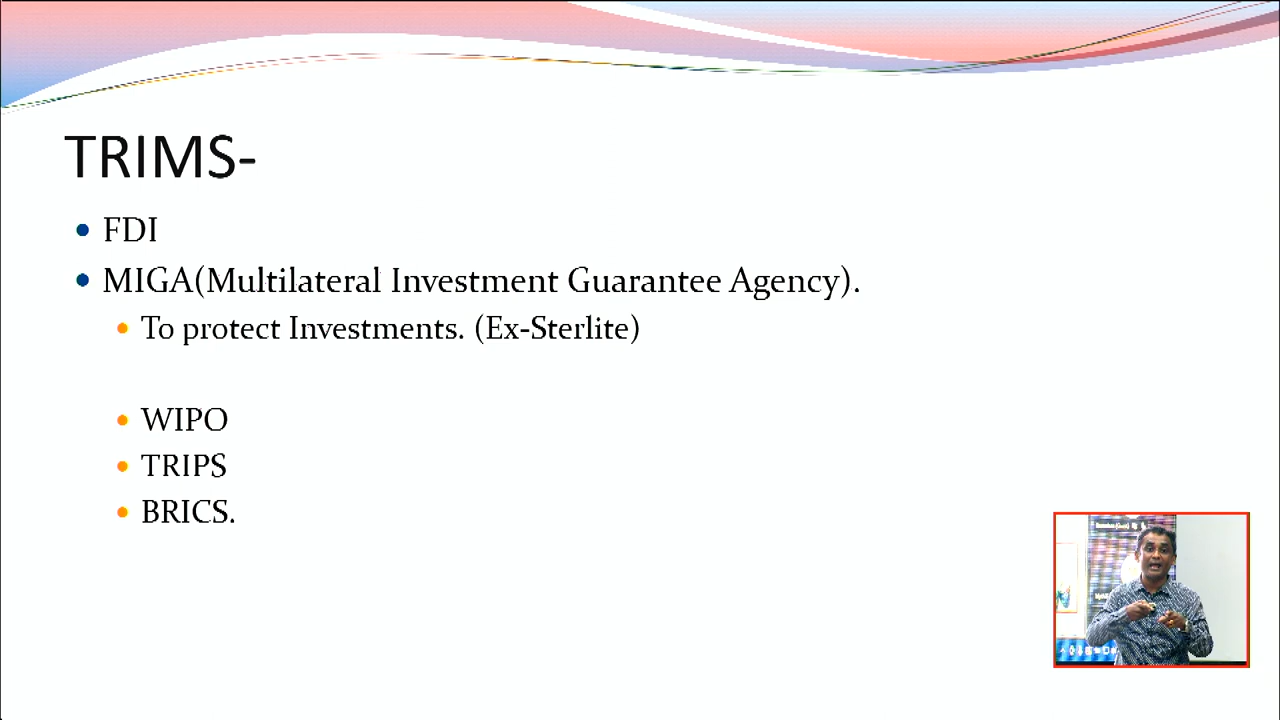 TRIMS-
FDI
MIGA(Multilateral Investment Guarantee Agency).
To protect Investments. (Ex-Sterlite)
WIPO
TRIPS
BRICS.